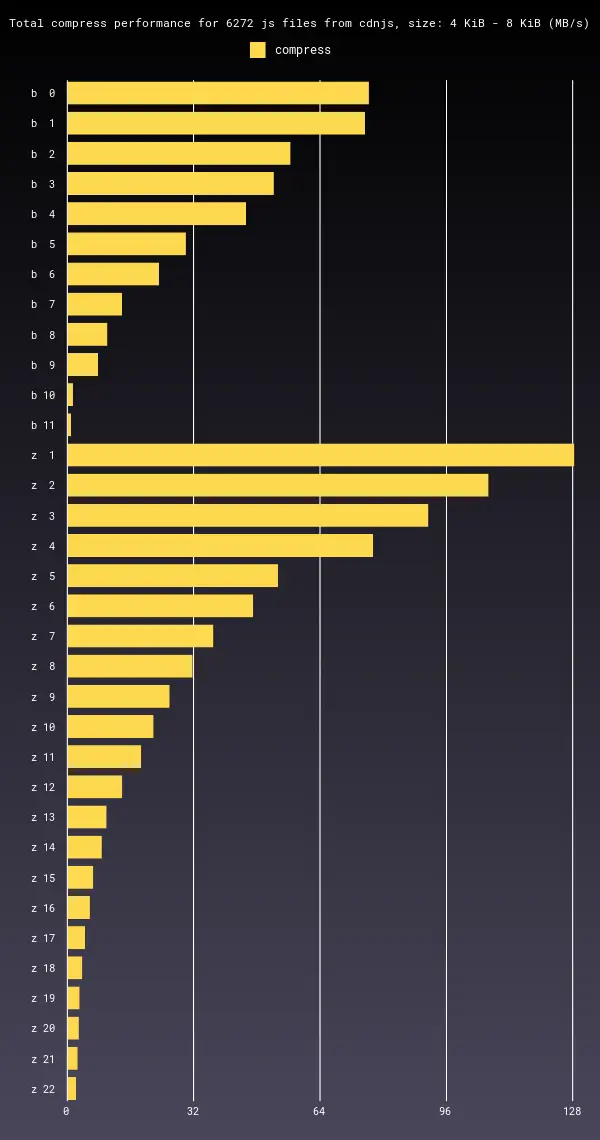 Total compress performance for 6272 js files from cdnjs, size: 4 KiB - 8 KiB (MB/s)
compress
b 0
b 1
b 2
b 3
b 4
b 5
b 6
b 7
b 8
b 9
b 10
b 11
z 1
z 2
z 3
z 4
z 5
z 6
z 7
z 8
z 9
z 10
z 11
z 12
z 13
z 14
z 15
z 16
z 17
z 18
z 19
z 20
z 21
z 22
0 32 64 96 128